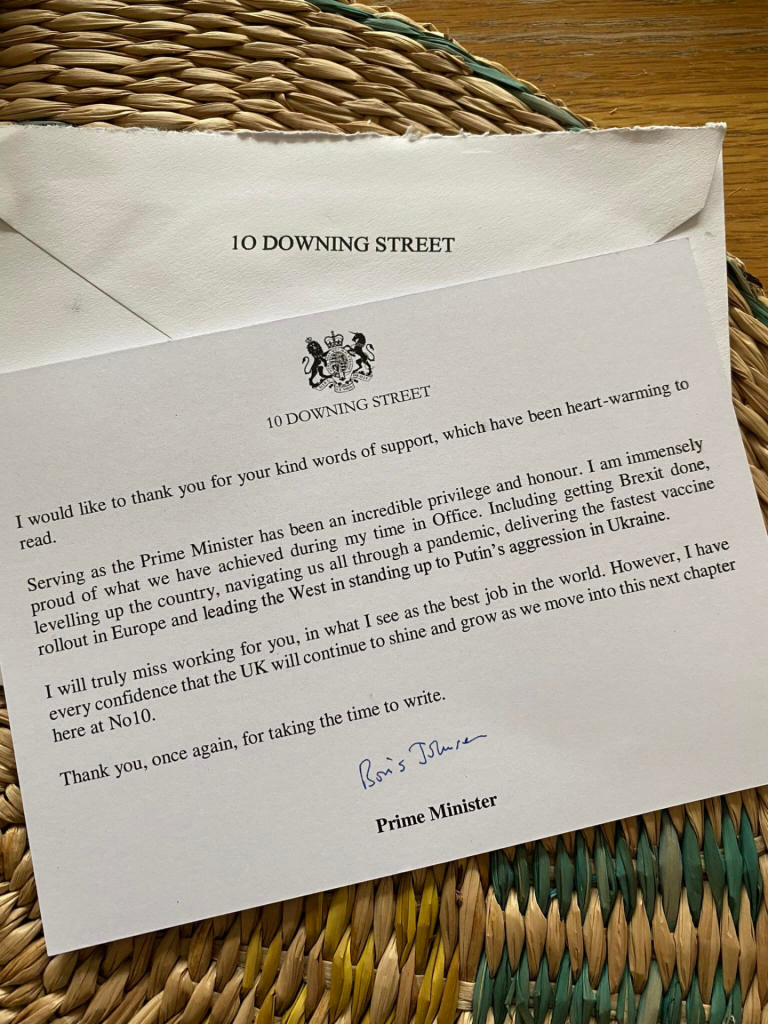 10 DOWNING STREET
10 DOWNING STREET
I would like to thank you for your kind words of support, which have been heart-warming to
read.
Serving as the Prime Minister has been an incredible privilege and honour. I am immensely
proud of what we have achieved during my time in Office. Including getting Brexit done,
levelling up the country, navigating us all through a pandemic, delivering the fastest vaccine
rollout in Europe and leading the West in standing up to Putin's aggression in Ukraine.
I will truly miss working for you, in what I see as the best job in the world. However, I have
every confidence that the UK will continue to shine and grow as we move into this next chapter
here at No10.
Thank you, once again, for taking the time to write.
Boris Johnson
Prime Minister